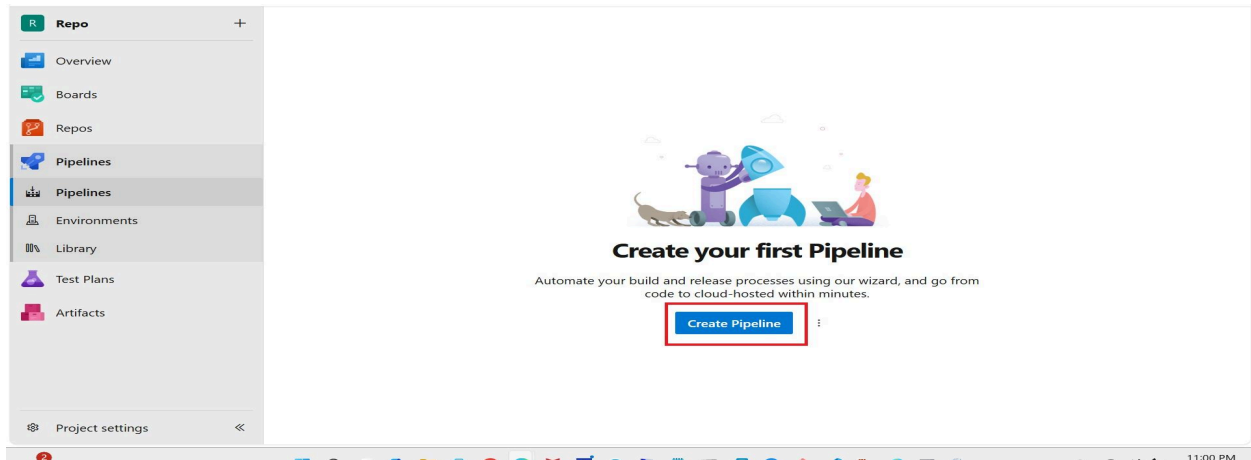 R Repo +
Overview
Boards
Repos
Pipelines
Pipelines
Environments
Library
Test Plans
Artifacts
Project settings
Create your first Pipeline
Automate your build and release processes using our wizard, and go from
code to cloud-hosted within minutes.
Create Pipeline
2
11:00 PM